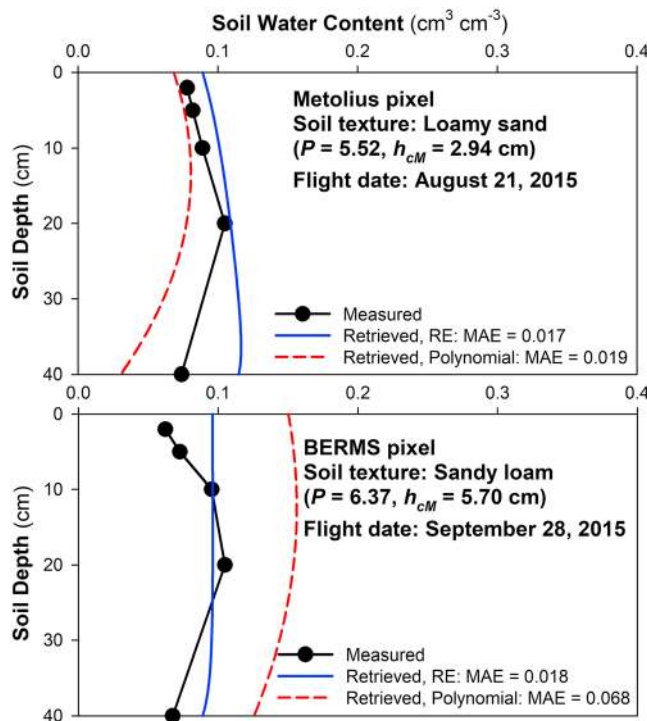 Soil Water Content (cm³ cm⁻³)
0.0 0.1 0.2 0.3 0.4
0
10
20
30
40
Soil Depth (cm)
Metolius pixel
Soil texture: Loamy sand
(P = 5.52, hcM = 2.94 cm)
Flight date: August 21, 2015
Measured
Retrieved, RE: MAE = 0.017
Retrieved, Polynomial: MAE = 0.019
0.0 0.1 0.2 0.3 0.4
0
10
20
30
40
Soil Depth (cm)
BERMS pixel
Soil texture: Sandy loam
(P = 6.37, hcM = 5.70 cm)
Flight date: September 28, 2015
Measured
Retrieved, RE: MAE = 0.018
Retrieved, Polynomial: MAE = 0.068